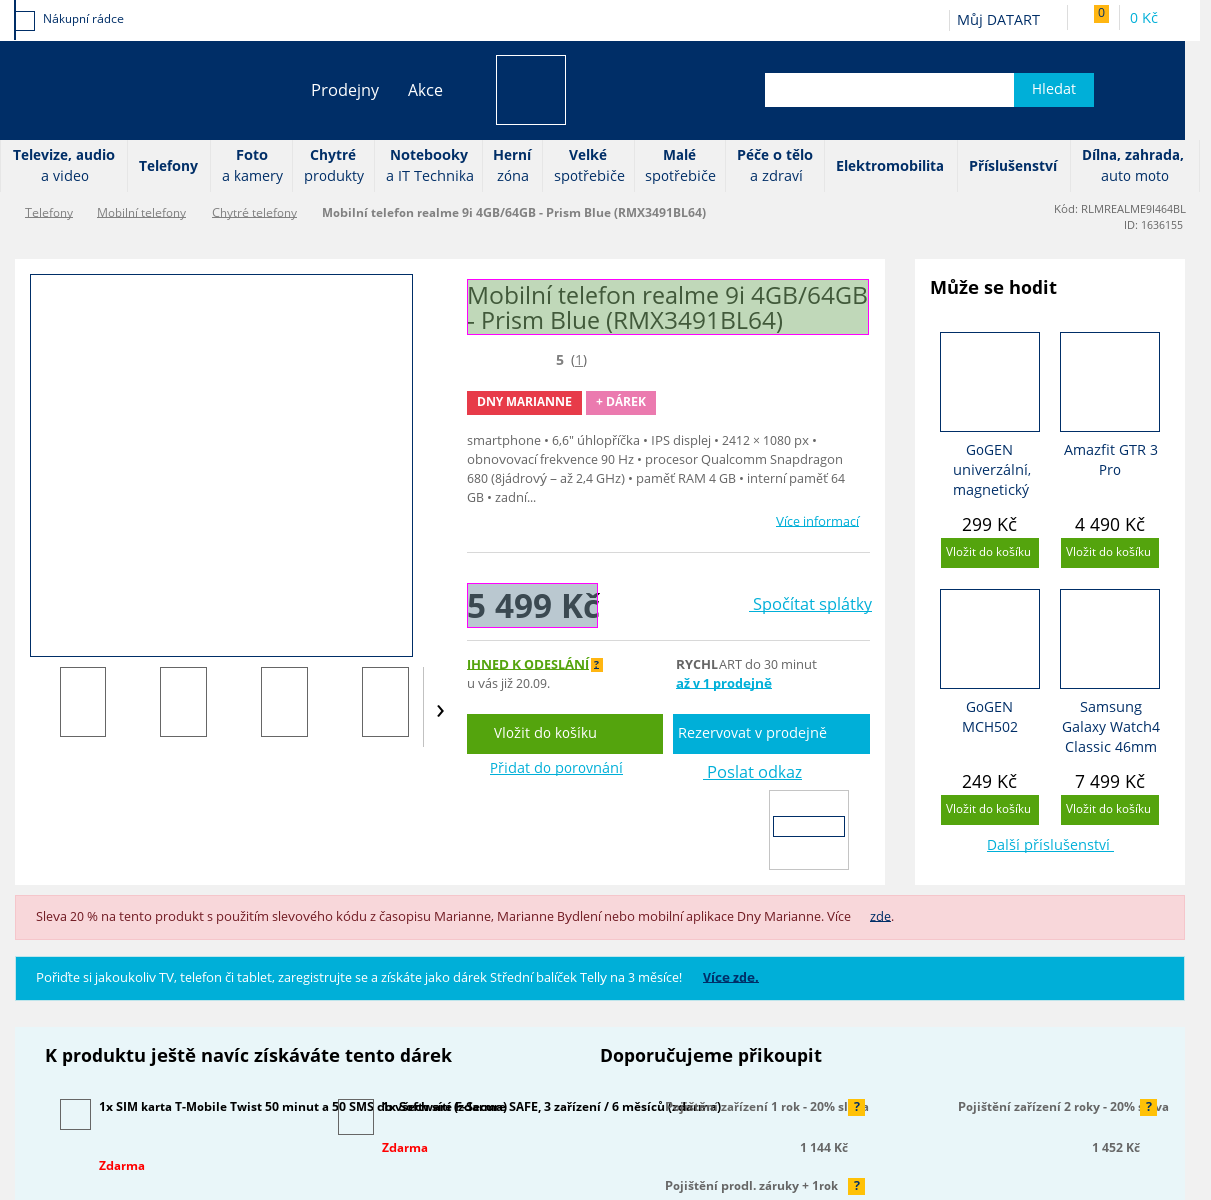 Nákupní rádce
Můj DATART
0
0 Kč
Prodejny
Akce
Hledat
Televize, audio
a video
Telefony
Foto
a kamery
Chytré
produkty
Notebooky
a IT Technika
Herní
zóna
Velké
spotřebiče
Malé
spotřebiče
Péče o tělo
a zdraví
Elektromobilita
Příslušenství
Dílna, zahrada,
auto moto
Telefony
Mobilní telefony
Chytré telefony
Mobilní telefon realme 9i 4GB/64GB - Prism Blue (RMX3491BL64)
Kód: RLMREALME9I464BL
ID: 1636155
Mobilní telefon realme 9i 4GB/64GB
- Prism Blue (RMX3491BL64)
5 (1)
DNY MARIANNE
+ DÁREK
smartphone • 6,6" úhlopříčka • IPS displej • 2412 × 1080 px •
obnovovací frekvence 90 Hz • procesor Qualcomm Snapdragon
680 (8jádrový – až 2,4 GHz) • paměť RAM 4 GB • interní paměť 64
GB • zadní...
Více informací
5 499 Kč
Spočítat splátky
IHNED K ODESLÁNÍ ?
u vás již 20.09.
RYCHLART do 30 minut
až v 1 prodejně
Vložit do košíku
Rezervovat v prodejně
Přidat do porovnání
Poslat odkaz
Může se hodit
GoGEN
univerzální,
magnetický
299 Kč
Vložit do košíku
Amazfit GTR 3
Pro
4 490 Kč
Vložit do košíku
GoGEN
MCH502
249 Kč
Vložit do košíku
Samsung
Galaxy Watch4
Classic 46mm
7 499 Kč
Vložit do košíku
Další příslušenství
Sleva 20 % na tento produkt s použitím slevového kódu z časopisu Marianne, Marianne Bydlení nebo mobilní aplikace Dny Marianne. Více zde.
Pořiďte si jakoukoliv TV, telefon či tablet, zaregistrujte se a získáte jako dárek Střední balíček Telly na 3 měsíce! Více zde.
K produktu ještě navíc získáváte tento dárek
Doporučujeme přikoupit
1x SIM karta T-Mobile Twist 50 minut a 50 SMS do všech sítí (zdarma)
Zdarma
1x Software F-Secure SAFE, 3 zařízení / 6 měsíců (zdarma)
Zdarma
Pojištění zařízení 1 rok - 20% sleva
?
1 144 Kč
Pojištění zařízení 2 roky - 20% sleva
?
1 452 Kč
Pojištění prodl. záruky + 1rok
?